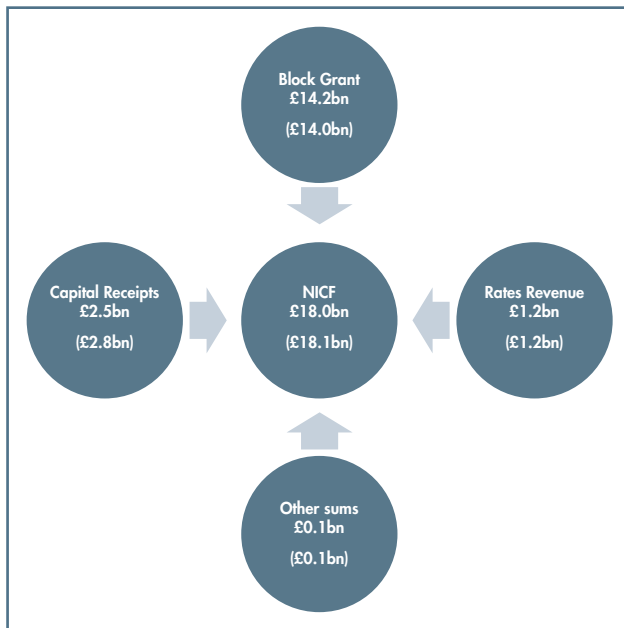 Block Grant
£14.2bn
(£14.0bn)
Capital Receipts
£2.5bn
(£2.8bn)
NICF
£18.0bn
(£18.1bn)
Rates Revenue
£1.2bn
(£1.2bn)
Other sums
£0.1bn
(£0.1bn)